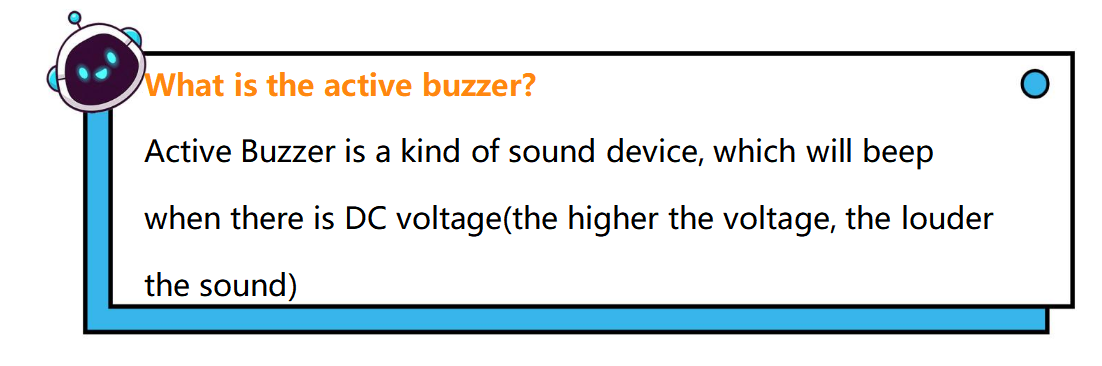 What is the active buzzer?
Active Buzzer is a kind of sound device, which will beep
when there is DC voltage(the higher the voltage, the louder
the sound)